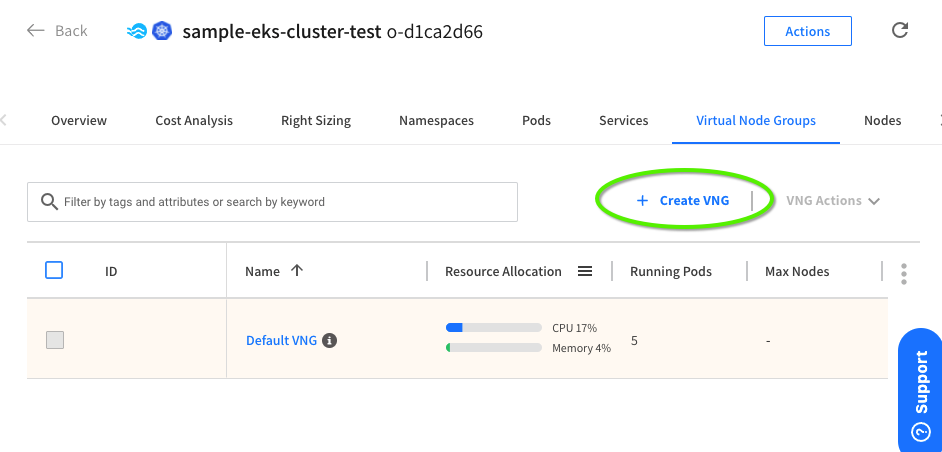 Back
sample-eks-cluster-test o-d1ca2d66
Actions
Overview
Cost Analysis
Right Sizing
Namespaces
Pods
Services
Virtual Node Groups
Nodes
Filter by tags and attributes or search by keyword
+ Create VNG
VNG Actions
ID
Name
Resource Allocation
Running Pods
Max Nodes
Default VNG
CPU 17%
Memory 4%
5
-
Support